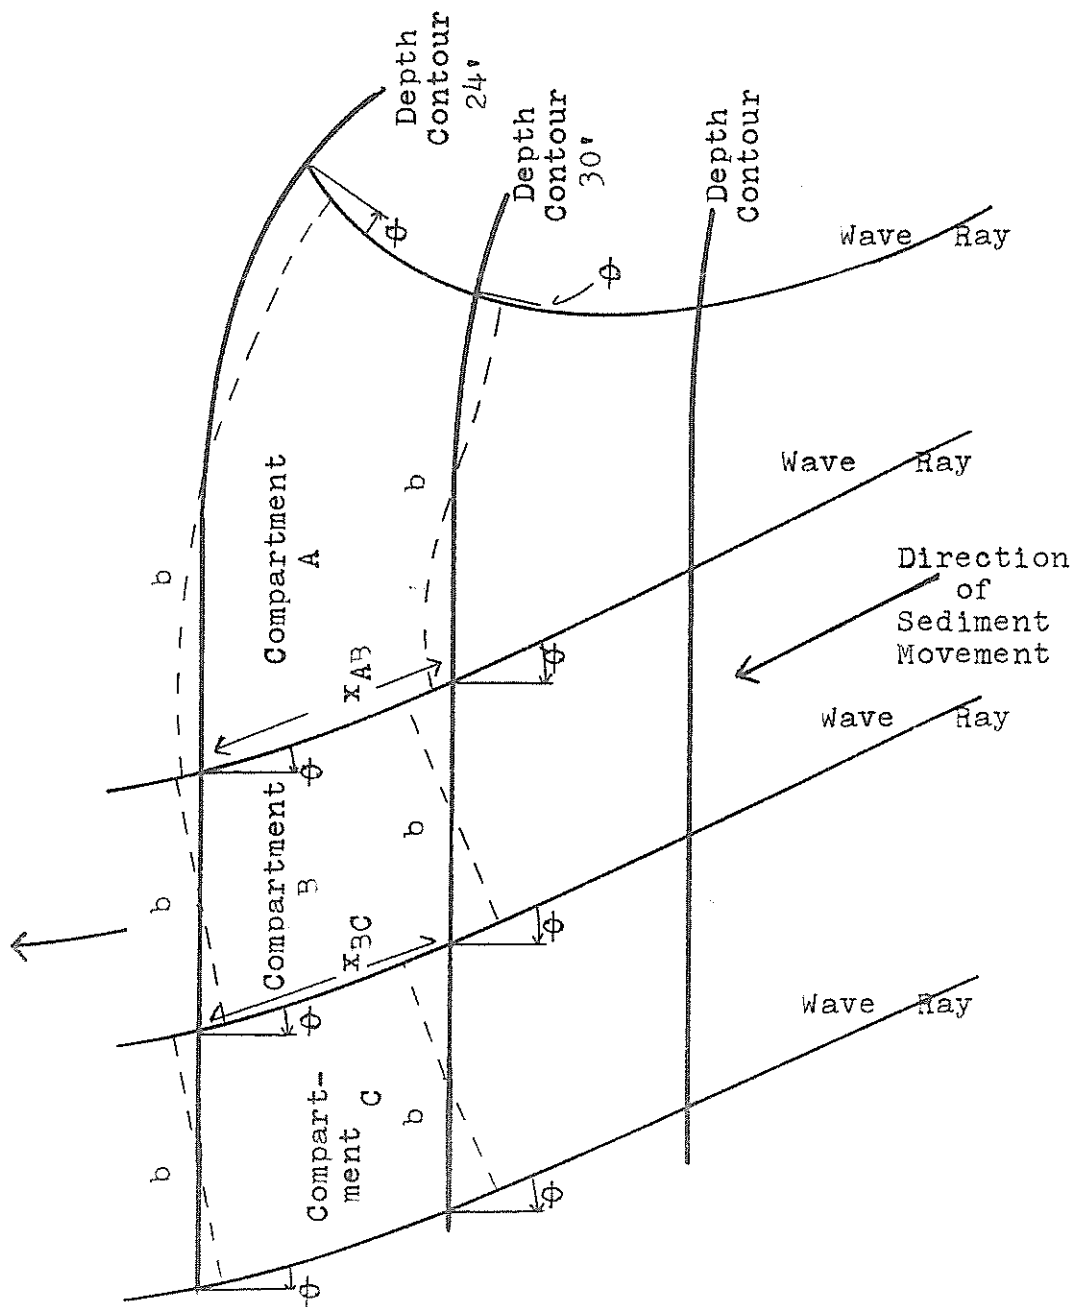 Depth
Contour
24'
Depth
Contour
30'
Depth
Contour
ϕ
ϕ
Wave Ray
b
Compartment
A
b
Wave Ray
Direction
of
Sediment
Movement
b
x_AB
ϕ
ϕ
Wave Ray
b
Compartment
B
b
x_BC
ϕ
ϕ
Wave Ray
b
Compart-
ment
C
b
ϕ
ϕ